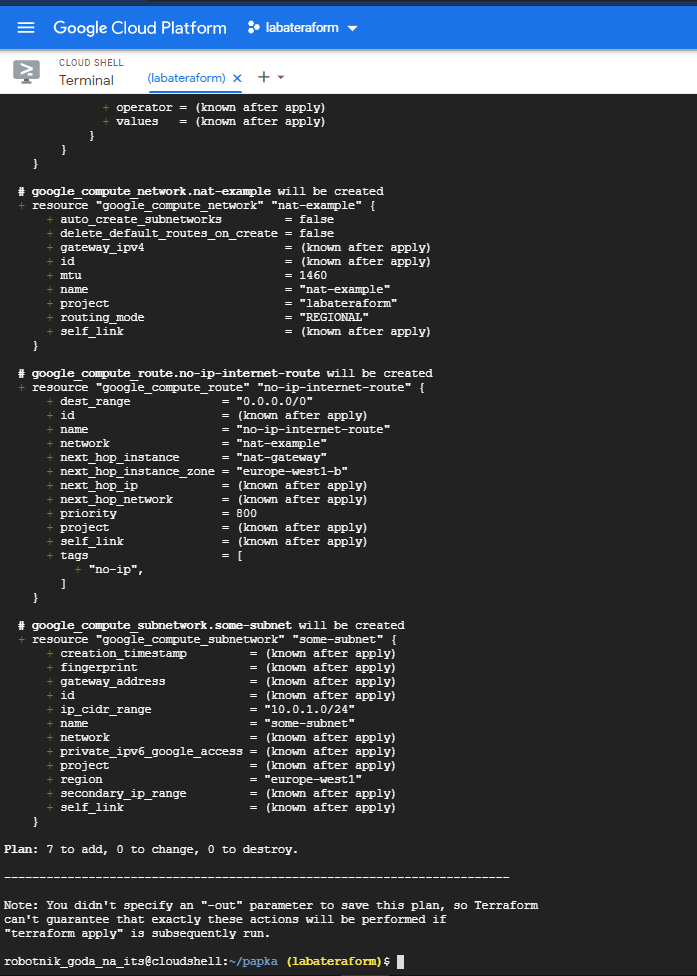 Google Cloud Platform labateraform
CLOUD SHELL
Terminal (labateraform) × +
+ operator = (known after apply)
+ values   = (known after apply)
}
}
}
# google_compute_network.nat-example will be created
+ resource "google_compute_network" "nat-example" {
+ auto_create_subnetworks         = false
+ delete_default_routes_on_create = false
+ gateway_ipv4                    = (known after apply)
+ id                              = (known after apply)
+ mtu                             = 1460
+ name                            = "nat-example"
+ project                         = "labateraform"
+ routing_mode                    = "REGIONAL"
+ self_link                       = (known after apply)
}
# google_compute_route.no-ip-internet-route will be created
+ resource "google_compute_route" "no-ip-internet-route" {
+ dest_range             = "0.0.0.0/0"
+ id                     = (known after apply)
+ name                   = "no-ip-internet-route"
+ network                = "nat-example"
+ next_hop_instance      = "nat-gateway"
+ next_hop_instance_zone = "europe-west1-b"
+ next_hop_ip            = (known after apply)
+ next_hop_network       = (known after apply)
+ priority               = 800
+ project                = (known after apply)
+ self_link              = (known after apply)
+ tags                   = [
+ "no-ip",
]
}
# google_compute_subnetwork.some-subnet will be created
+ resource "google_compute_subnetwork" "some-subnet" {
+ creation_timestamp         = (known after apply)
+ fingerprint                = (known after apply)
+ gateway_address            = (known after apply)
+ id                         = (known after apply)
+ ip_cidr_range              = "10.0.1.0/24"
+ name                       = "some-subnet"
+ network                    = (known after apply)
+ private_ipv6_google_access = (known after apply)
+ project                    = (known after apply)
+ region                     = "europe-west1"
+ secondary_ip_range         = (known after apply)
+ self_link                  = (known after apply)
}
Plan: 7 to add, 0 to change, 0 to destroy.
------------------------------------------------------------------------
Note: You didn't specify an "-out" parameter to save this plan, so Terraform
can't guarantee that exactly these actions will be performed if
"terraform apply" is subsequently run.
robotnik_goda_na_its@cloudshell:~/papka (labateraform)$